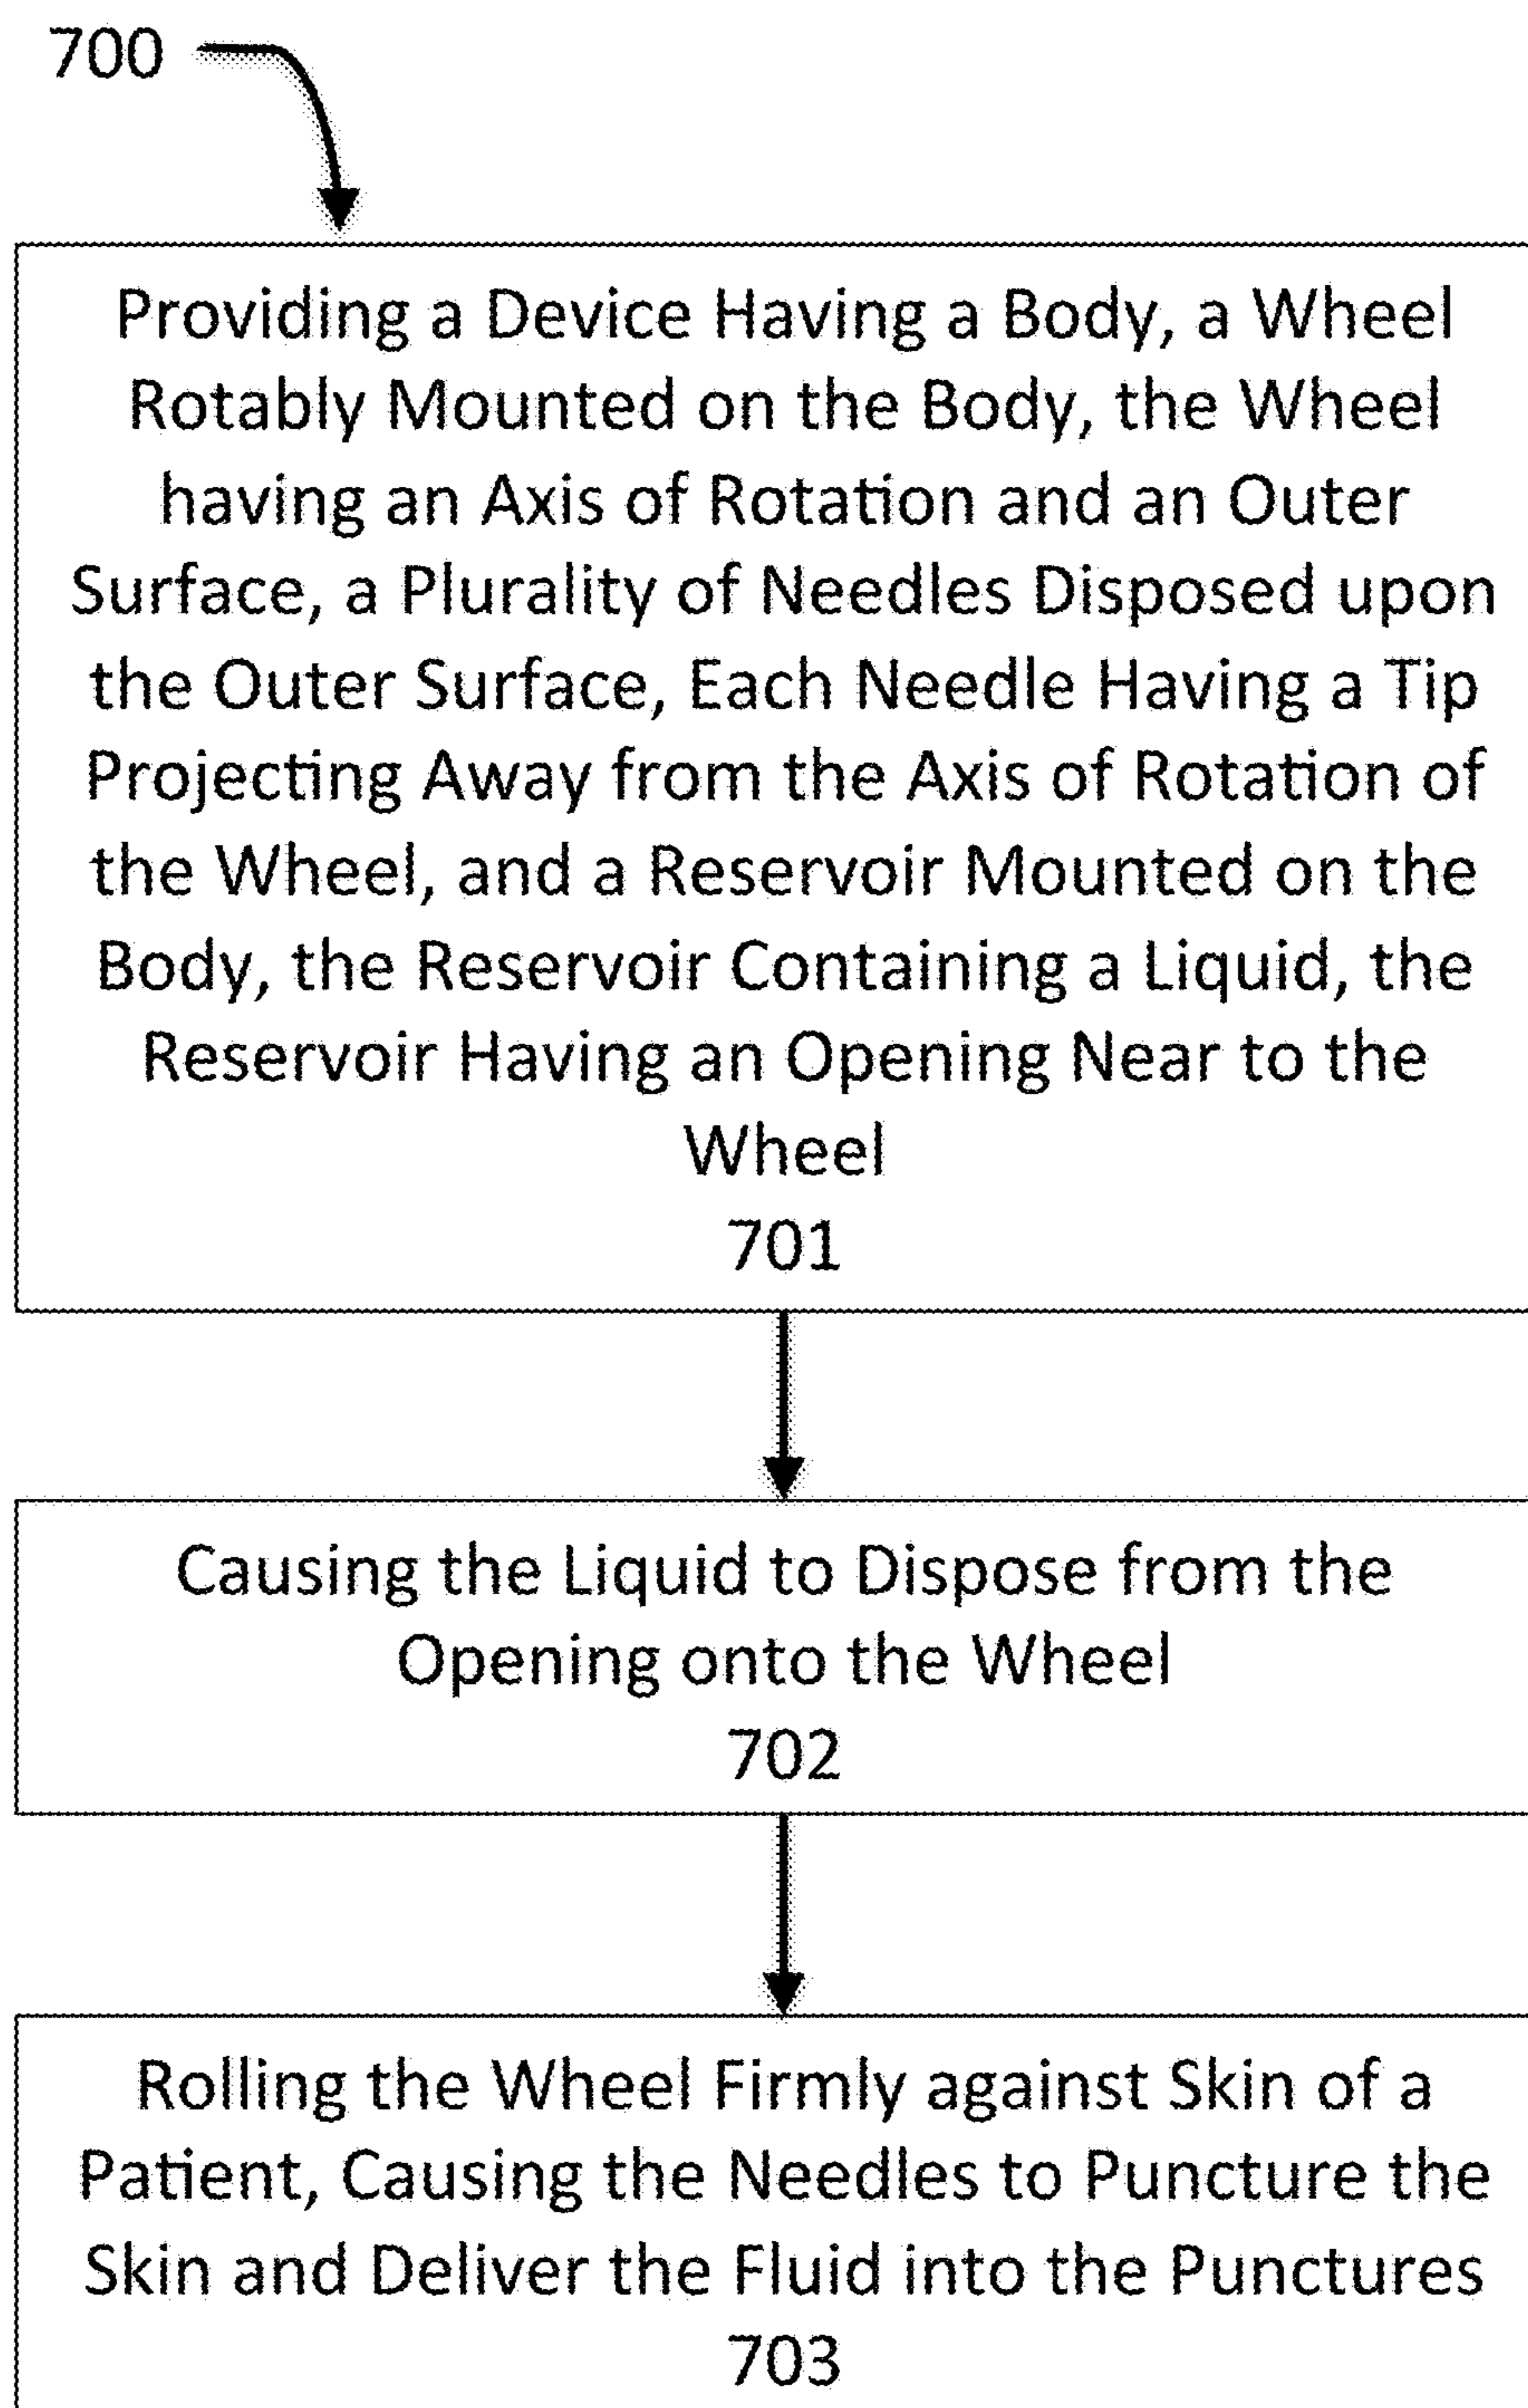 700
Providing a Device Having a Body, a Wheel
Rotably Mounted on the Body, the Wheel
having an Axis of Rotation and an Outer
Surface, a Plurality of Needles Disposed upon
the Outer Surface, Each Needle Having a Tip
Projecting Away from the Axis of Rotation of
the Wheel, and a Reservoir Mounted on the
Body, the Reservoir Containing a Liquid, the
Reservoir Having an Opening Near to the
Wheel
701
Causing the Liquid to Dispose from the
Opening onto the Wheel
702
Rolling the Wheel Firmly against Skin of a
Patient, Causing the Needles to Puncture the
Skin and Deliver the Fluid into the Punctures
703